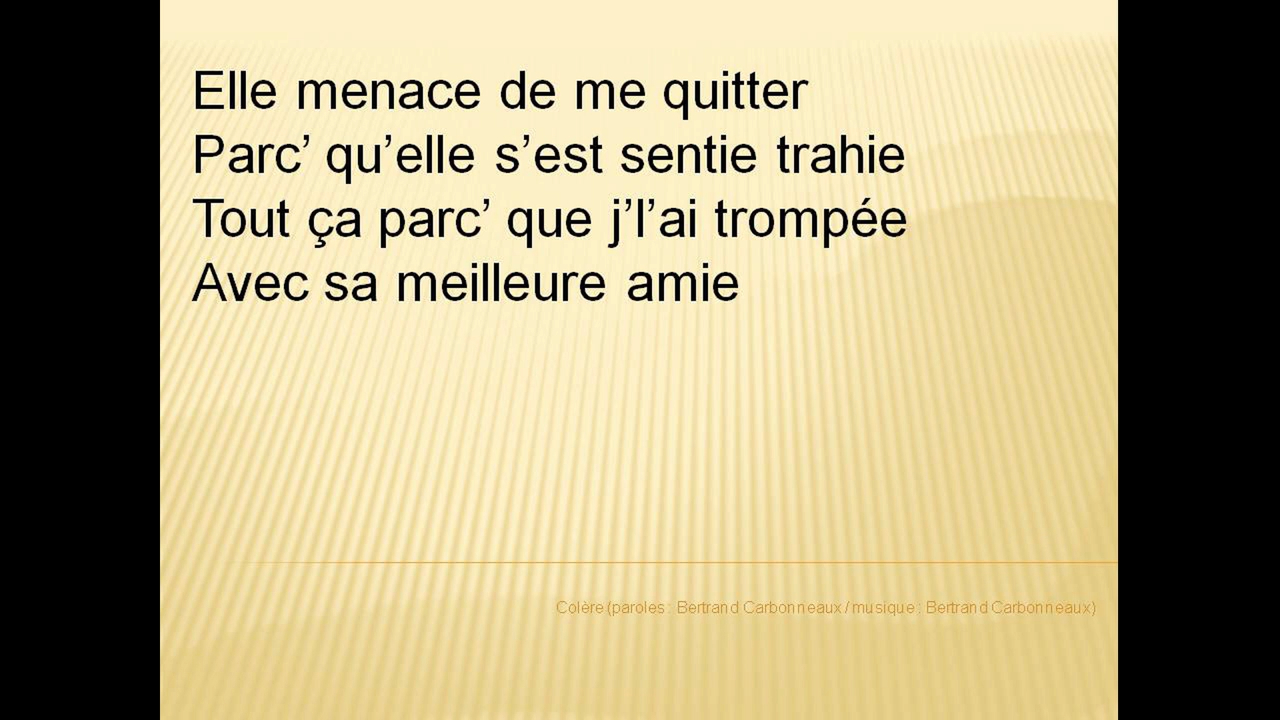 Elle menace de me quitter
Parc’ qu’elle s’est sentie trahie
Tout ça parc’ que j’l’ai trompée
Avec sa meilleure amie
Colère (paroles : Bertrand Carbonneaux / musique : Bertrand Carbonneaux)